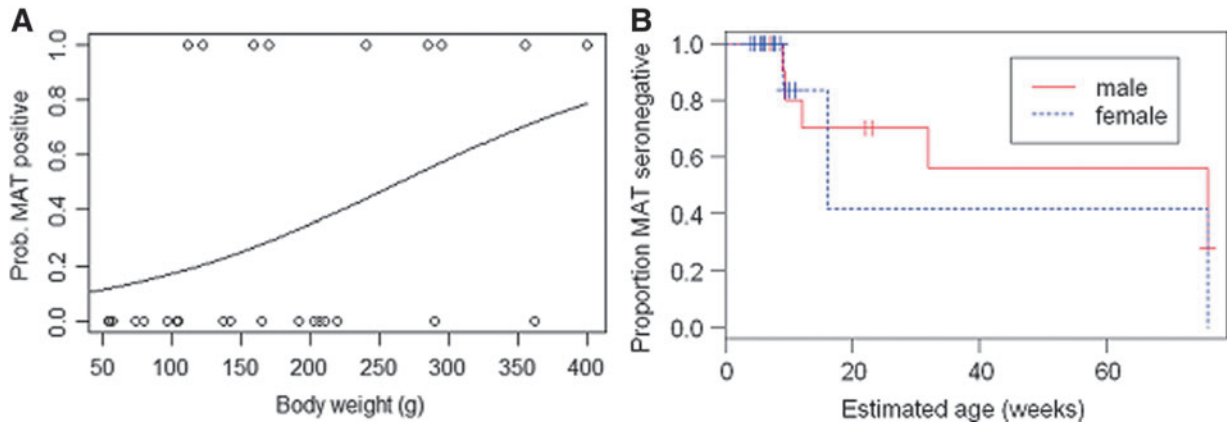 A
Prob. MAT positive
1.0
0.8
0.6
0.4
0.2
0.0
50 100 150 200 250 300 350 400
Body weight (g)
B
Proportion MAT seronegative
1.0
0.8
0.6
0.4
0.2
0.0
male
female
0 20 40 60
Estimated age (weeks)